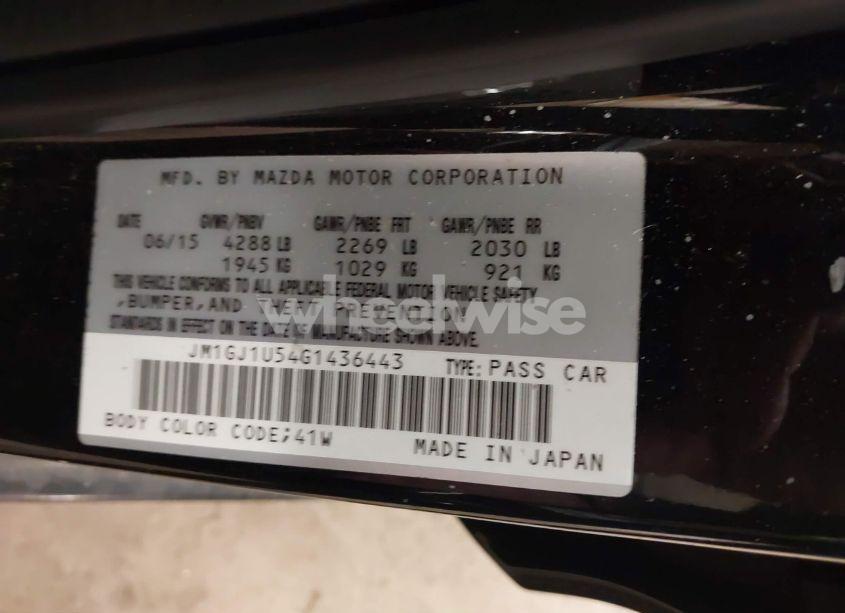 MFD. BY MAZDA MOTOR CORPORATION
DATE GVWR/PNBV GAWR/PNBE FRT GAWR/PNBE RR
06/15 4288 LB 2269 LB 2030 LB
1945 KG 1029 KG 921 KG
THIS VEHICLE CONFORMS TO ALL APPLICABLE FEDERAL MOTOR VEHICLE SAFETY
,BUMPER,AND THEFT PREVENTION
wheelwise
STANDARDS IN EFFECT ON THE DATE OF MANUFACTURE SHOWN ABOVE.
JM1GJ1U54G1436443 TYPE: PASS CAR
BODY COLOR CODE;41W MADE IN JAPAN